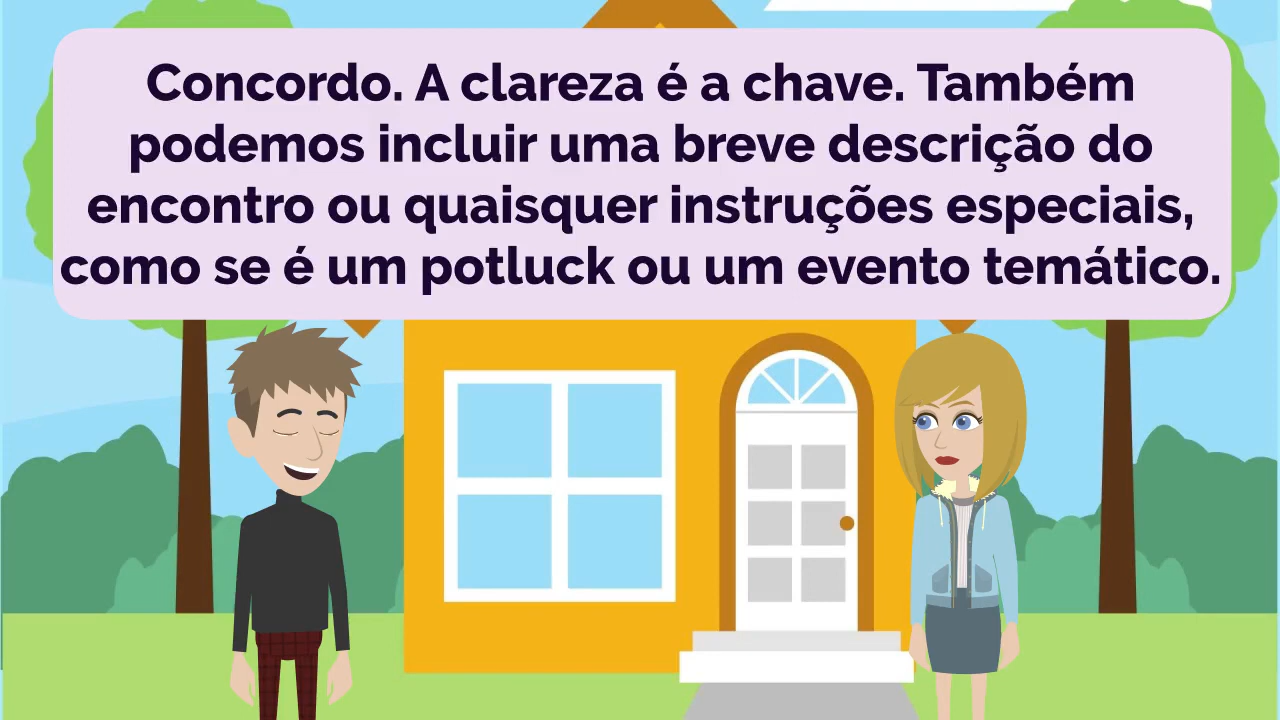 Concordo. A clareza é a chave. Também
podemos incluir uma breve descrição do
encontro ou quaisquer instruções especiais,
como se é um potluck ou um evento temático.